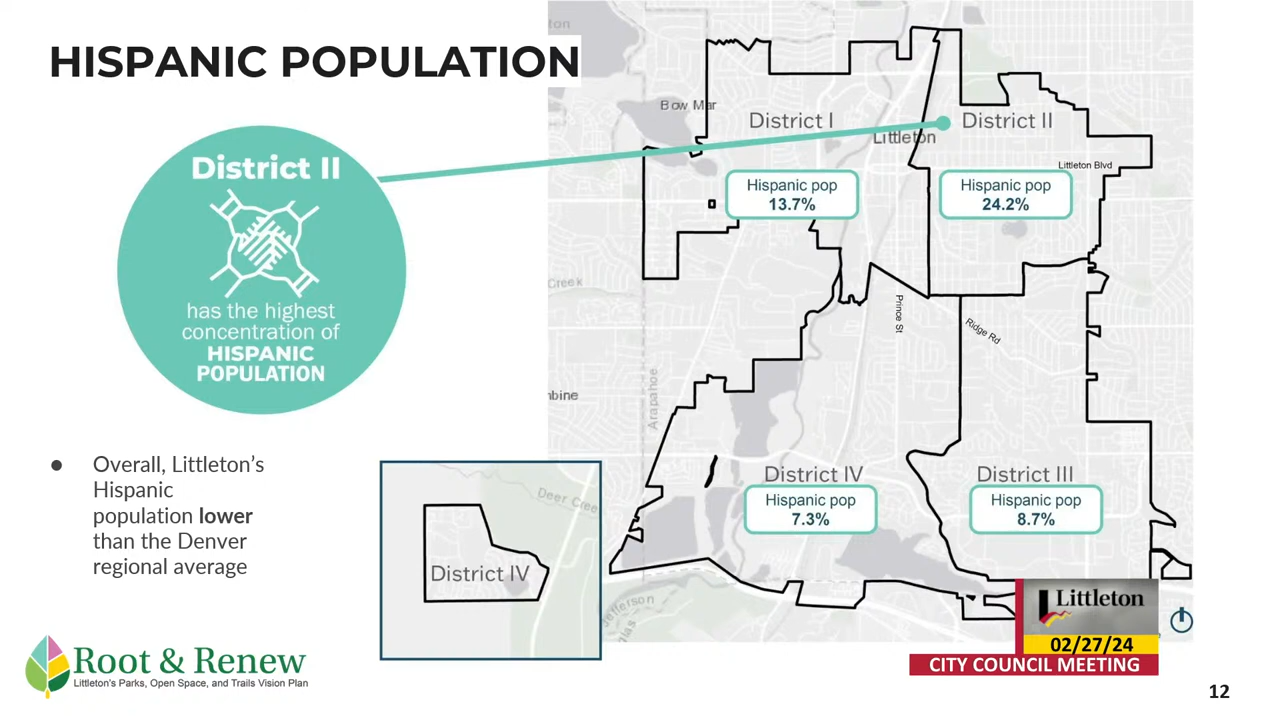 HISPANIC POPULATION
District II
has the highest
concentration of
HISPANIC
POPULATION
● Overall, Littleton's
Hispanic
population lower
than the Denver
regional average
Bow Mar
District I
Littleton
District II
Littleton Blvd
Hispanic pop
13.7%
Hispanic pop
24.2%
Creek
Prince St
Ridge Rd
Arapahoe
nbine
District IV
Hispanic pop
7.3%
District III
Hispanic pop
8.7%
Deer Cree
District IV
Jefferson
glas
Root & Renew
Littleton's Parks, Open Space, and Trails Vision Plan
Littleton
02/27/24
CITY COUNCIL MEETING
12